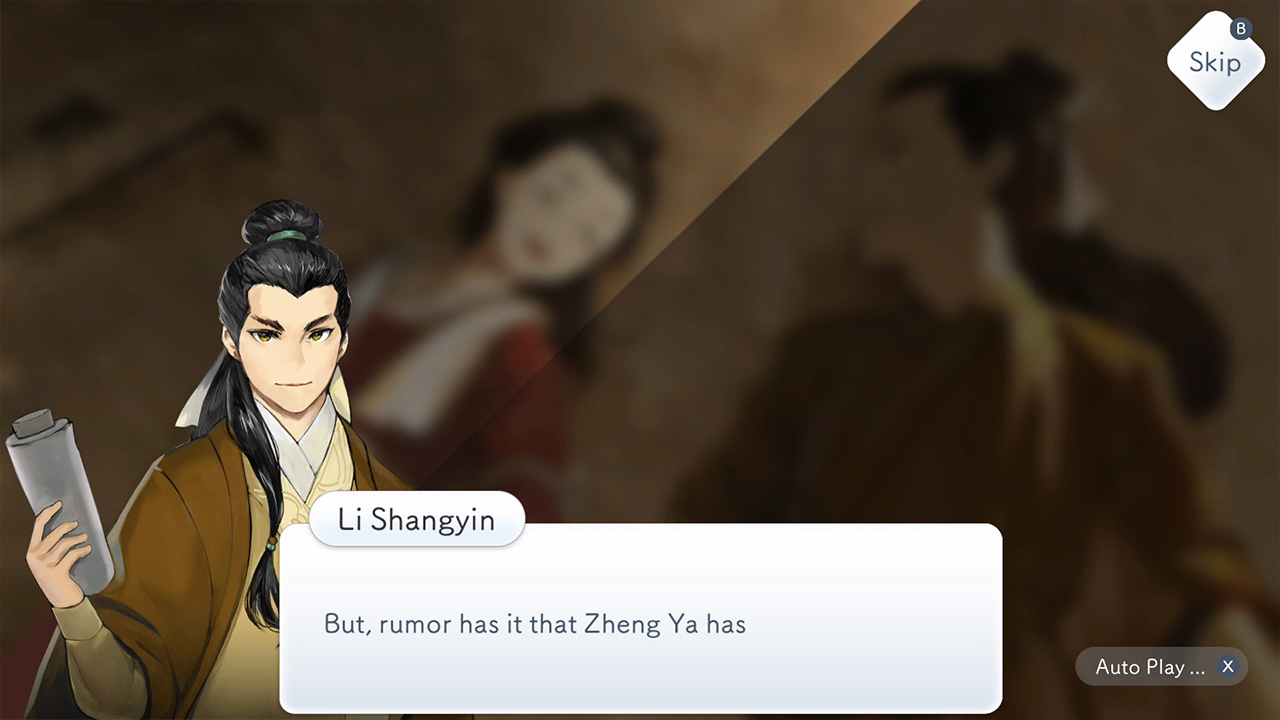 B
Skip
Li Shangyin
But, rumor has it that Zheng Ya has
Auto Play ... X